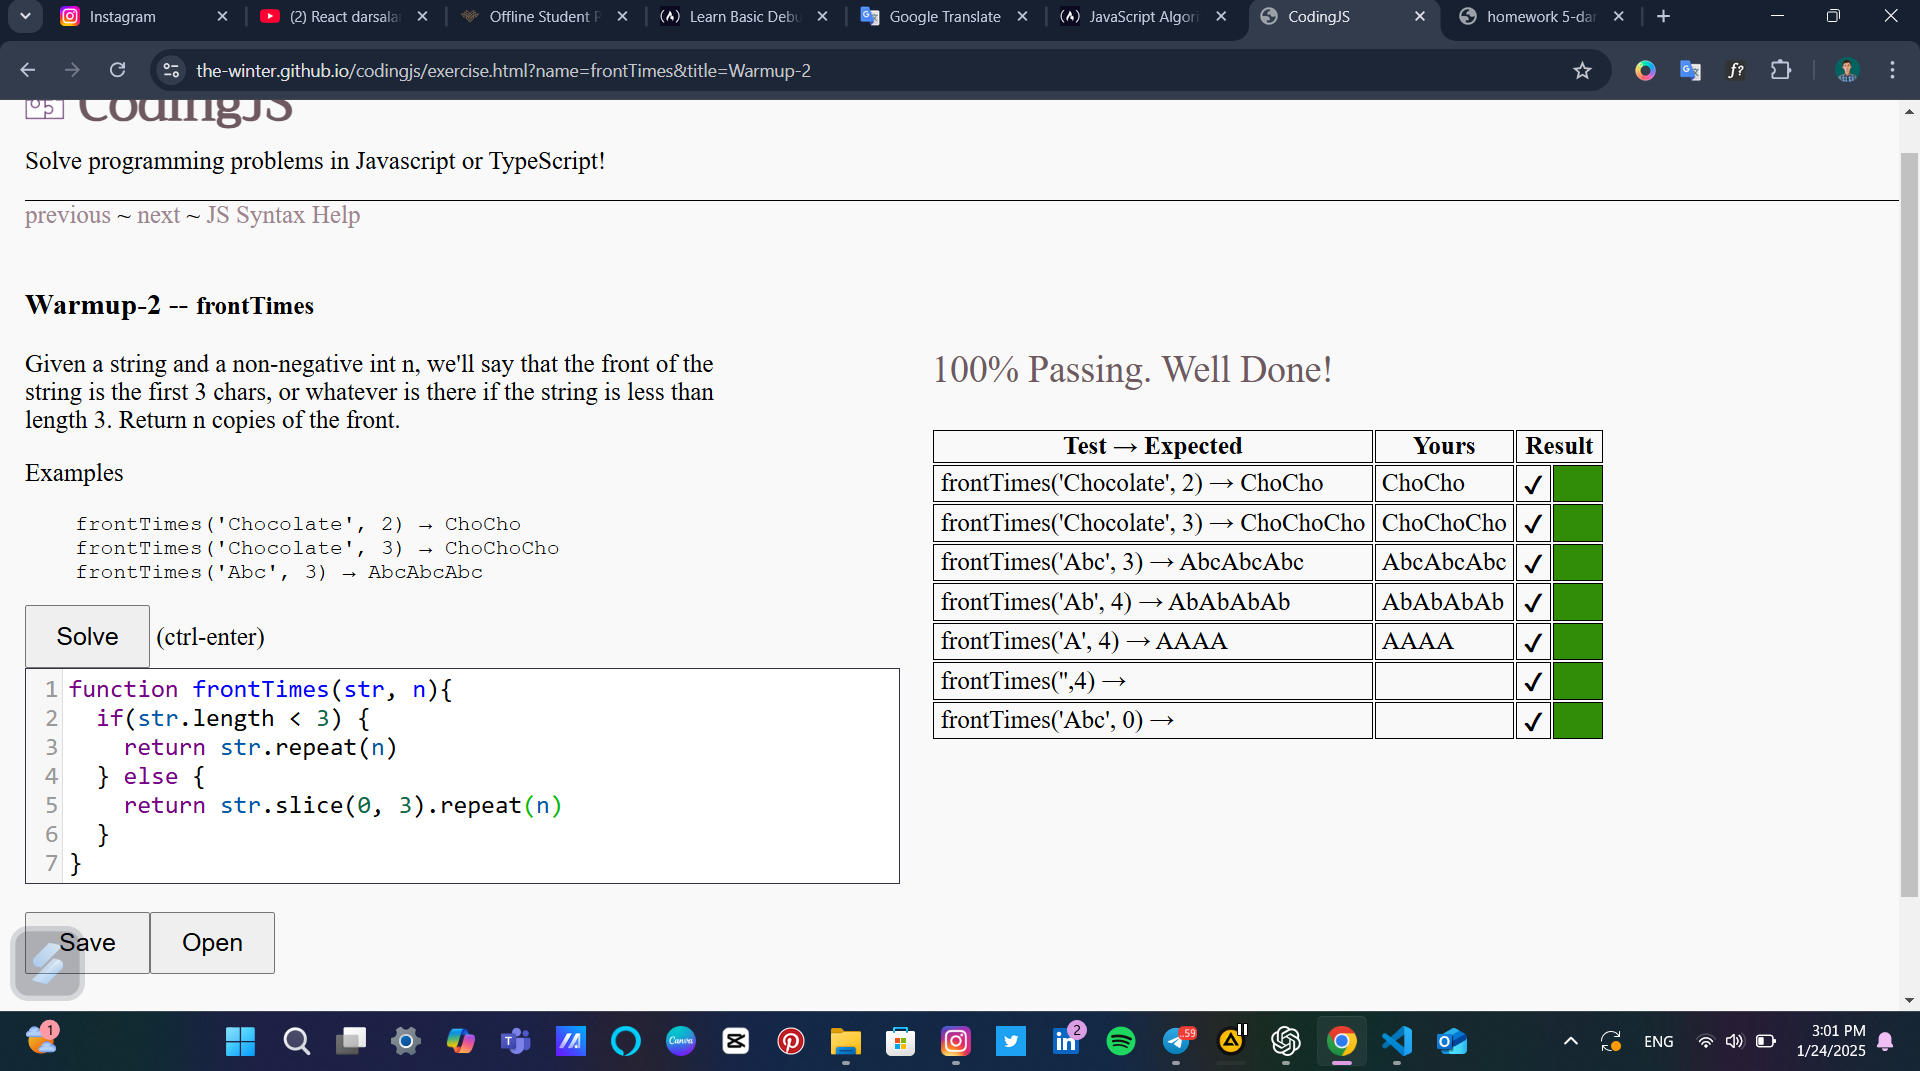 Instagram
(2) React darsala
Offline Student P
Learn Basic Debu
Google Translate
JavaScript Algori
CodingJS
homework 5-da
the-winter.github.io/codingjs/exercise.html?name=frontTimes&title=Warmup-2
CodingJS
Solve programming problems in Javascript or TypeScript!
previous ~ next ~ JS Syntax Help
Warmup-2 -- frontTimes
Given a string and a non-negative int n, we'll say that the front of the
string is the first 3 chars, or whatever is there if the string is less than
length 3. Return n copies of the front.
Examples
frontTimes('Chocolate', 2) → ChoCho
frontTimes('Chocolate', 3) → ChoChoCho
frontTimes('Abc', 3) → AbcAbcAbc
Solve (ctrl-enter)
1 function frontTimes(str, n){
2 if(str.length < 3) {
3 return str.repeat(n)
4 } else {
5 return str.slice(0, 3).repeat(n)
6 }
7 }
Save Open
100% Passing. Well Done!
Test → Expected Yours Result
frontTimes('Chocolate', 2) → ChoCho ChoCho ✓
frontTimes('Chocolate', 3) → ChoChoCho ChoChoCho ✓
frontTimes('Abc', 3) → AbcAbcAbc AbcAbcAbc ✓
frontTimes('Ab', 4) → AbAbAbAb AbAbAbAb ✓
frontTimes('A', 4) → AAAA AAAA ✓
frontTimes('',4) → ✓
frontTimes('Abc', 0) → ✓
1
Canva
2
59
ENG
3:01 PM
1/24/2025